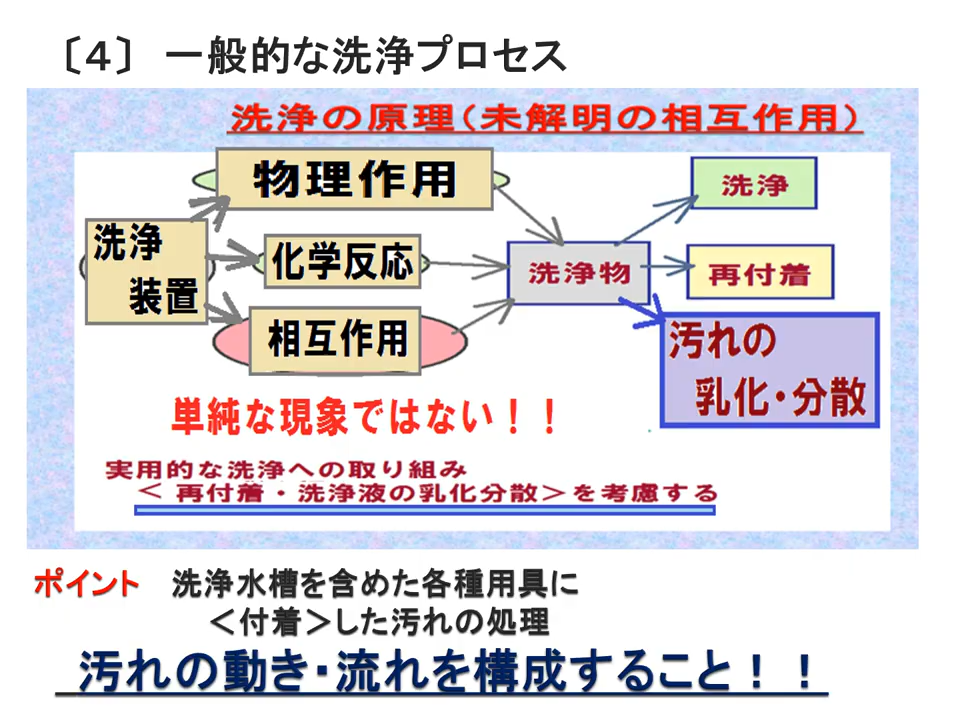 〔４〕 一般的な洗浄プロセス
洗浄の原理(未解明の相互作用)
物理作用
洗浄
洗浄
装置
化学反応
洗浄物
再付着
相互作用
汚れの
乳化・分散
単純な現象ではない！！
実用的な洗浄への取り組み
＜ 再付着・洗浄液の乳化分散＞を考慮する
ポイント 洗浄水槽を含めた各種用具に
＜付着＞した汚れの処理
汚れの動き・流れを構成すること！！